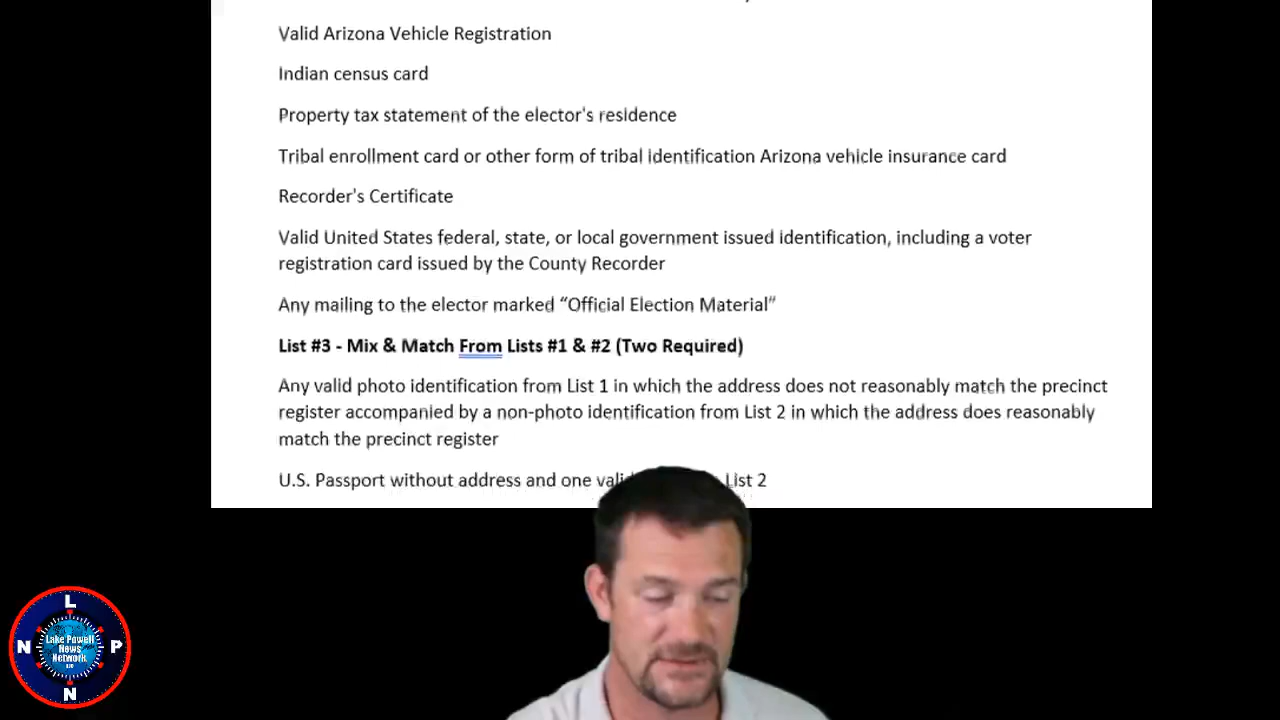 Valid Arizona Vehicle Registration
Indian census card
Property tax statement of the elector's residence
Tribal enrollment card or other form of tribal identification Arizona vehicle insurance card
Recorder's Certificate
Valid United States federal, state, or local government issued identification, including a voter
registration card issued by the County Recorder
Any mailing to the elector marked “Official Election Material”
List #3 - Mix & Match From Lists #1 & #2 (Two Required)
Any valid photo identification from List 1 in which the address does not reasonably match the precinct
register accompanied by a non-photo identification from List 2 in which the address does reasonably
match the precinct register
U.S. Passport without address and one List 2
L
N P
Lake Powell
News
Network
N